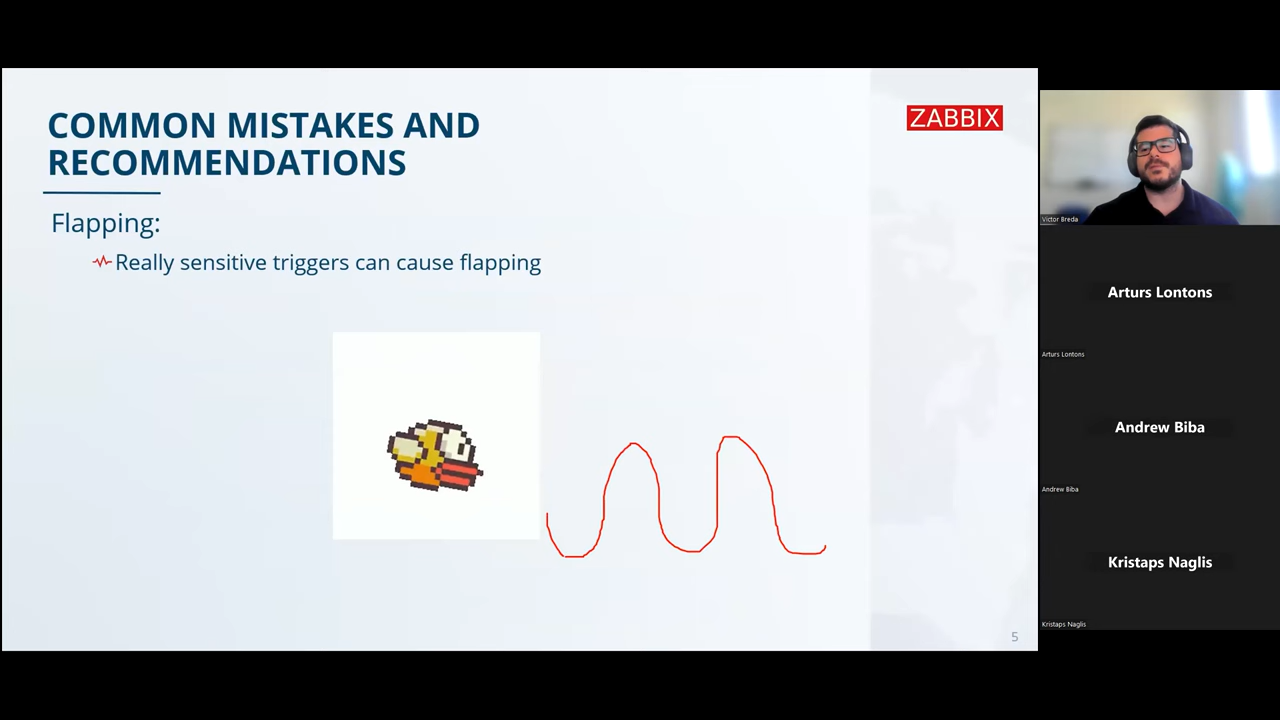 COMMON MISTAKES AND
RECOMMENDATIONS
ZABBIX
Flapping:
Really sensitive triggers can cause flapping
5
Victor Breda
Arturs Lontons
Arturs Lontons
Andrew Biba
Andrew Biba
Kristaps Naglis
Kristaps Naglis